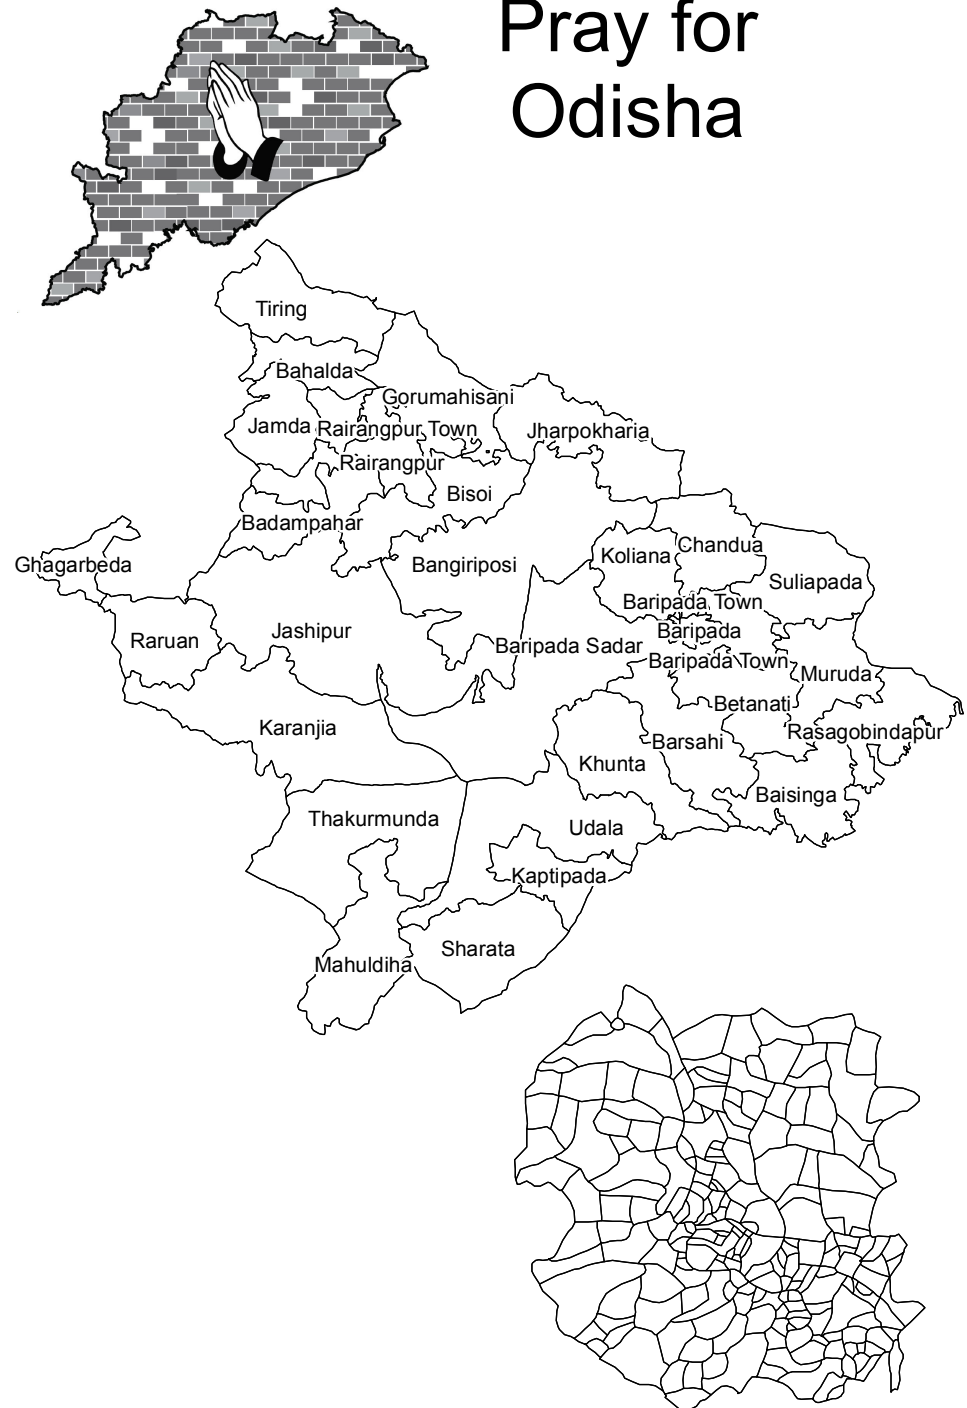 Pray for
Odisha
Tiring
Bahalda
Gorumahisani
Jamda
Rairangpur Town
Jharpokharia
Rairangpur
Bisoi
Badampahar
Ghagarbeda
Bangiriposi
Koliana
Chandua
Suliapada
Baripada Town
Raruan
Jashipur
Baripada Sadar
Baripada
Baripada Town
Muruda
Betanati
Karanjia
Barsahi
Rasagobindapur
Khunta
Baisinga
Thakurmunda
Udala
Kaptipada
Sharata
Mahuldiha